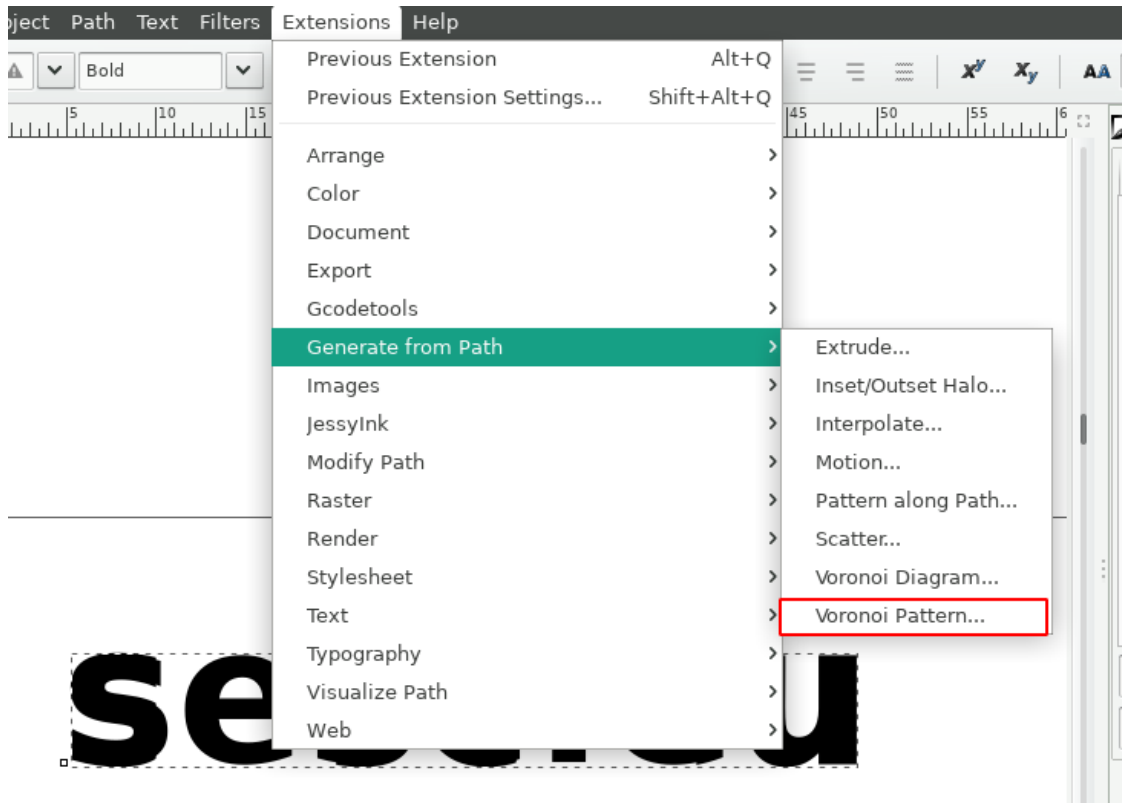 Path Text Filters Extensions Help
Previous Extension Alt+Q
Bold
Previous Extension Settings... Shift+Alt+Q
5 10 15 45 50 55 6
Arrange
Color
Document
Export
Gcodetools
Generate from Path Extrude...
Images Inset/Outset Halo...
JessyInk Interpolate...
Modify Path Motion...
Raster Pattern along Path...
Render Scatter...
Stylesheet Voronoi Diagram...
Text Voronoi Pattern...
Typography
Visualize Path
Web